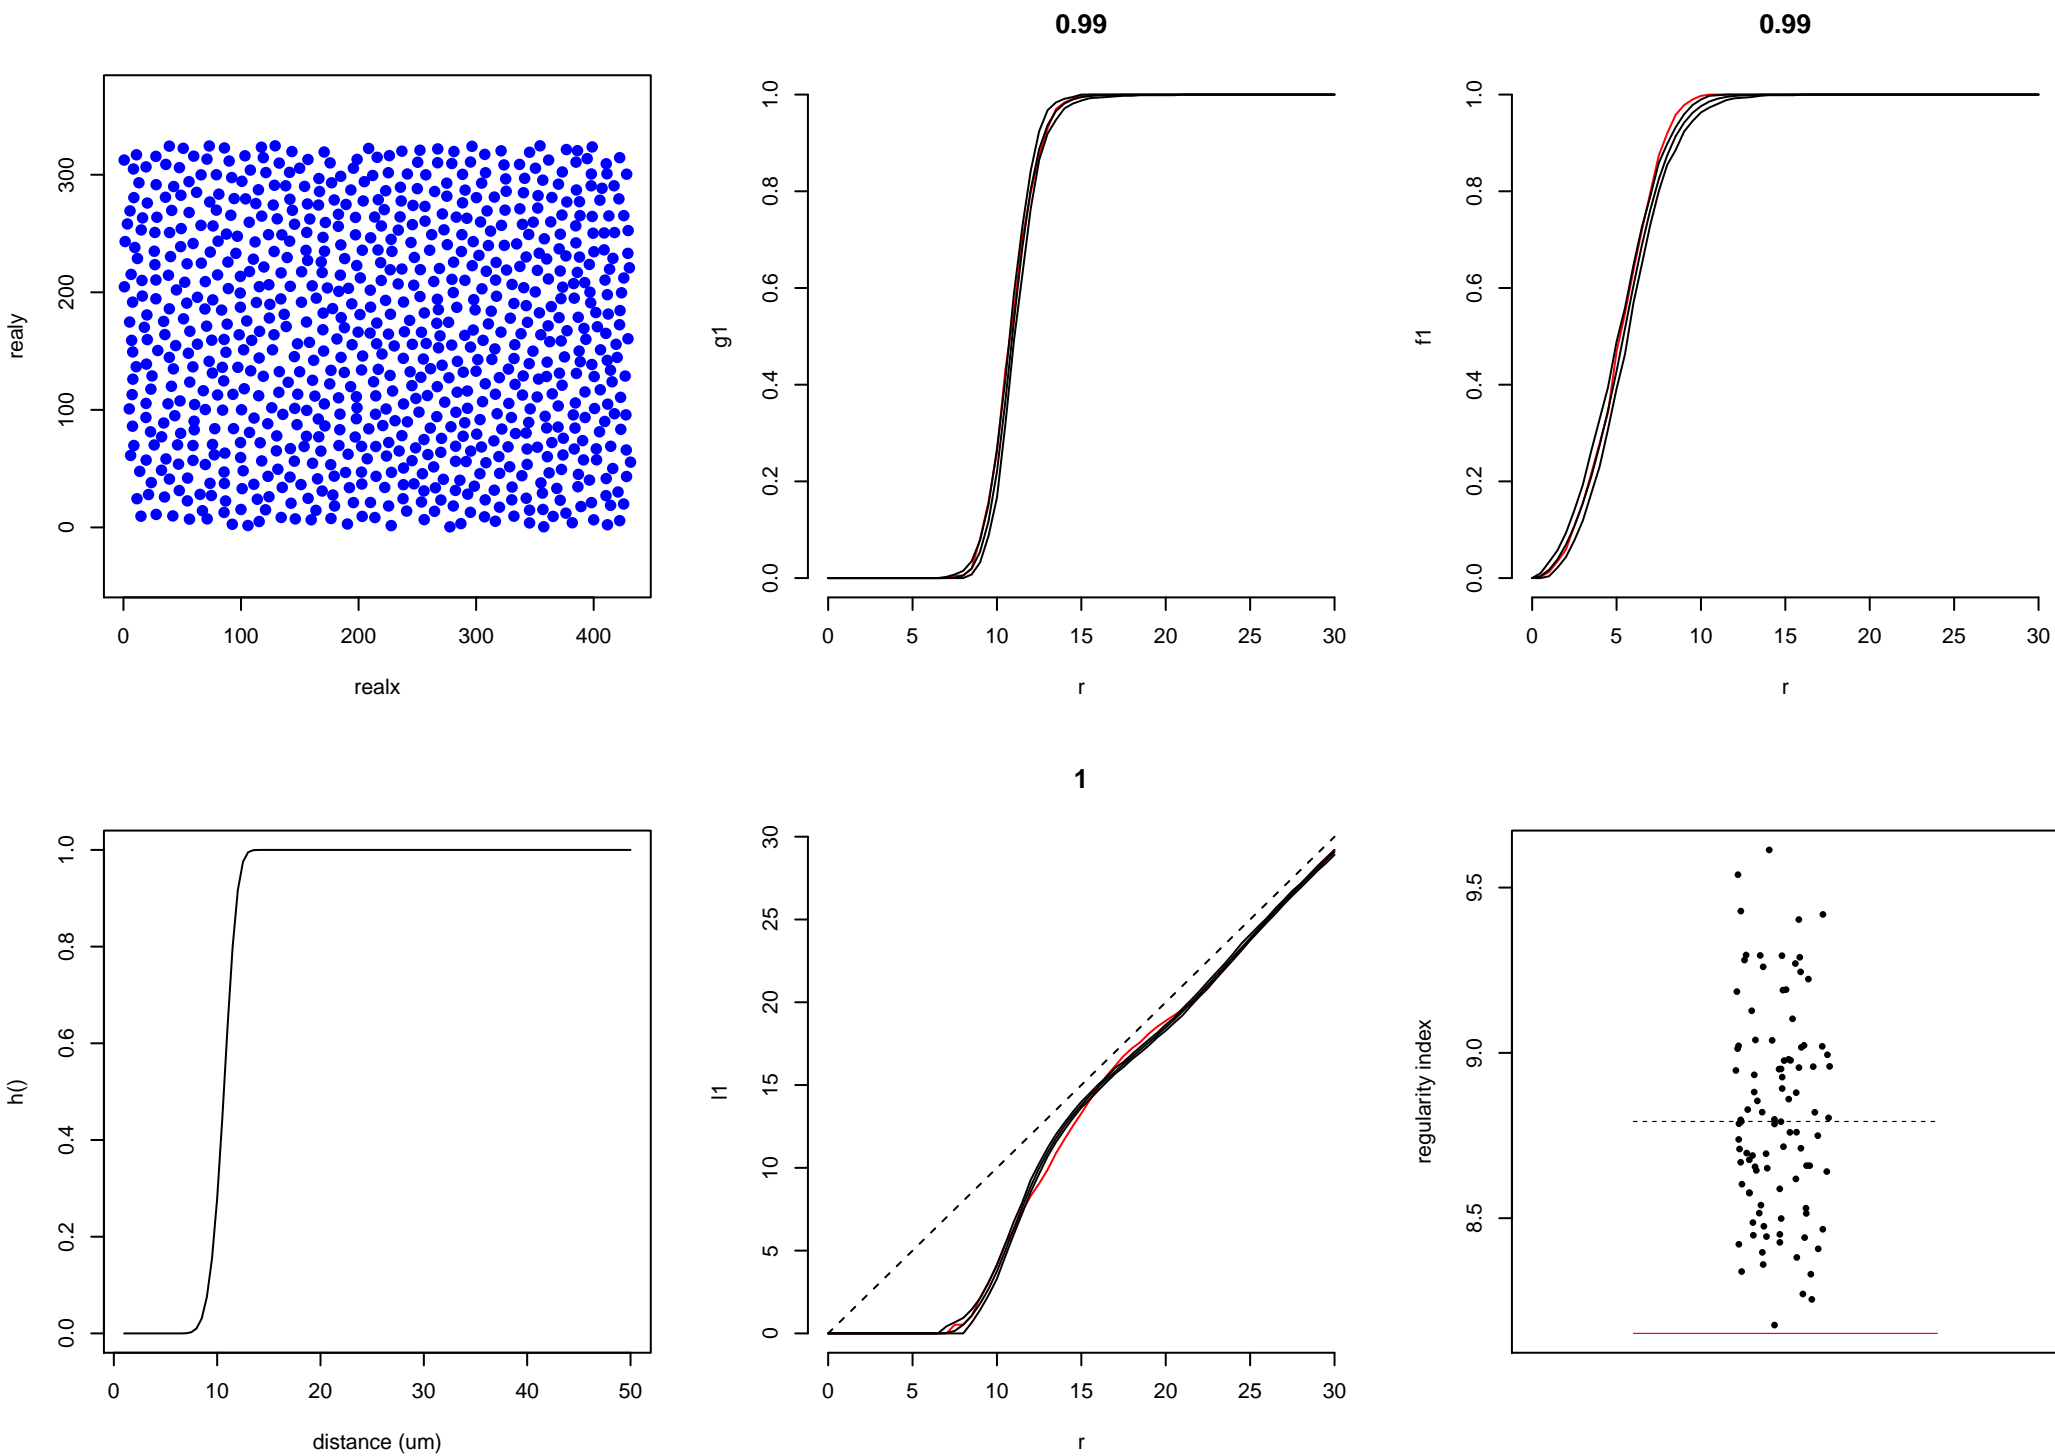 0.99
0.99
realy
0 100 200 300
0 100 200 300 400
realx
g1
0.0 0.2 0.4 0.6 0.8 1.0
0 5 10 15 20 25 30
r
f1
0.0 0.2 0.4 0.6 0.8 1.0
0 5 10 15 20 25 30
r
h()
0.0 0.2 0.4 0.6 0.8 1.0
0 10 20 30 40 50
distance (um)
1
l1
0 5 10 15 20 25 30
0 5 10 15 20 25 30
r
regularity index
8.5 9.0 9.5